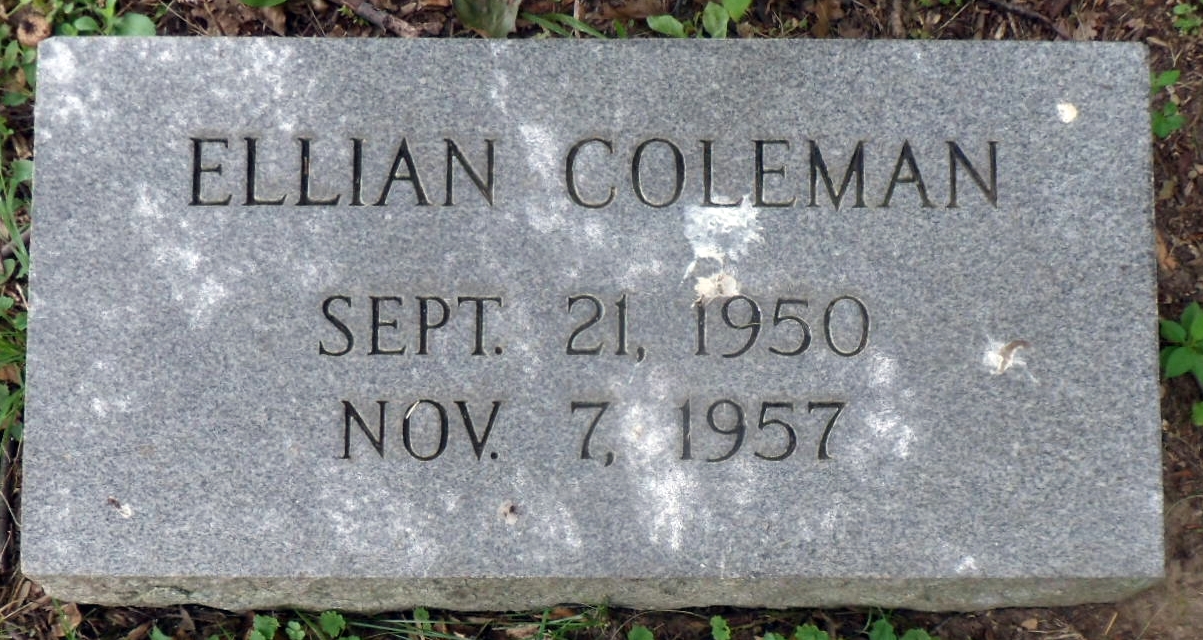 ELLIAN COLEMAN
SEPT. 21, 1950
NOV. 7, 1957